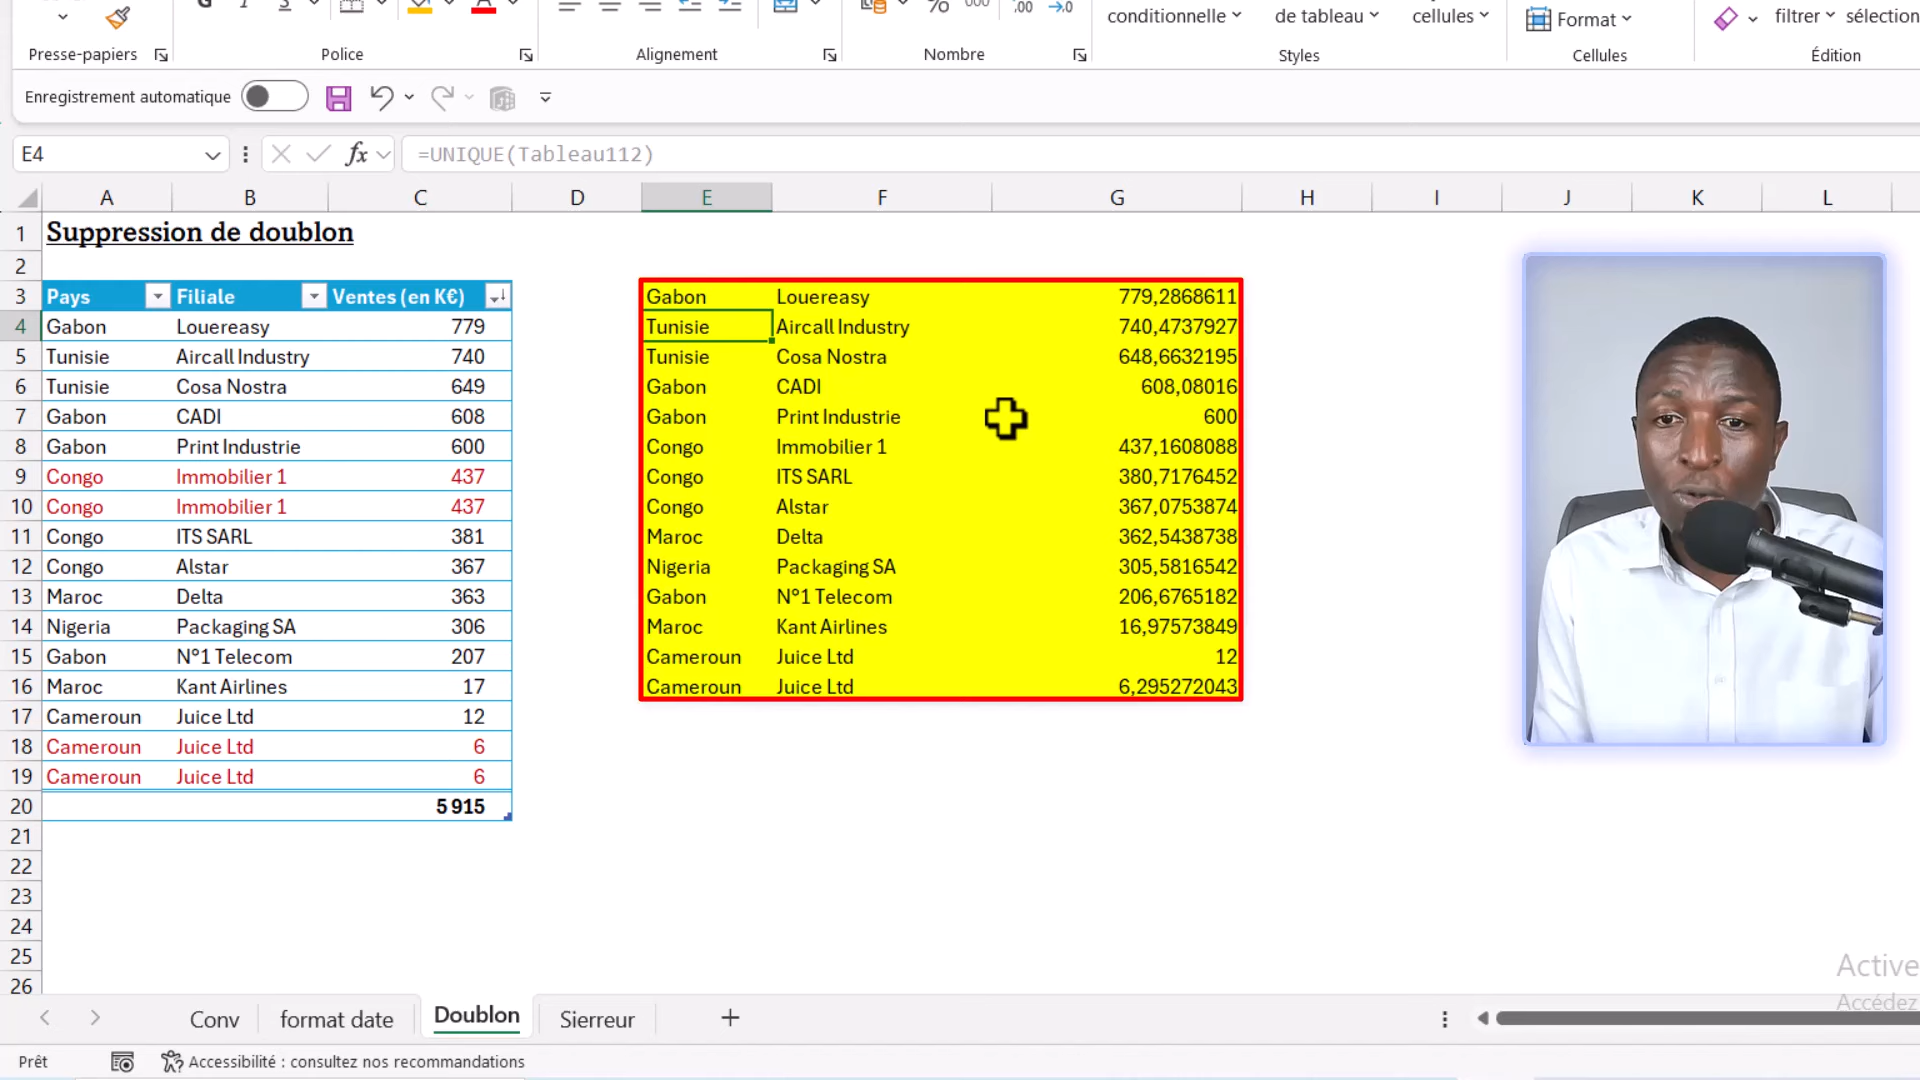 conditionnelle
de tableau
cellules
Format
filtrer
sélection
Presse-papiers
Police
Alignement
Nombre
Styles
Cellules
Édition
Enregistrement automatique
E4
fx
=UNIQUE(Tableau112)
A B C D E F G H I J K L
1 Suppression de doublon
2
3 Pays Filiale Ventes (en K€) Gabon Louereasy 779,2868611
4 Gabon Louereasy 779 Tunisie Aircall Industry 740,4737927
5 Tunisie Aircall Industry 740 Tunisie Cosa Nostra 648,6632195
6 Tunisie Cosa Nostra 649 Gabon CADI 608,08016
7 Gabon CADI 608 Gabon Print Industrie 600
8 Gabon Print Industrie 600 Congo Immobilier 1 437,1608088
9 Congo Immobilier 1 437 Congo ITS SARL 380,7176452
10 Congo Immobilier 1 437 Congo Alstar 367,0753874
11 Congo ITS SARL 381 Maroc Delta 362,5438738
12 Congo Alstar 367 Nigeria Packaging SA 305,5816542
13 Maroc Delta 363 Gabon N°1 Telecom 206,6765182
14 Nigeria Packaging SA 306 Maroc Kant Airlines 16,97573849
15 Gabon N°1 Telecom 207 Cameroun Juice Ltd 12
16 Maroc Kant Airlines 17 Cameroun Juice Ltd 6,295272043
17 Cameroun Juice Ltd 12
18 Cameroun Juice Ltd 6
19 Cameroun Juice Ltd 6
20 5 915
21
22
23
24
25
26
Active
Accédez
Conv
format date
Doublon
Sierreur
Prêt
Accessibilité : consultez nos recommandations